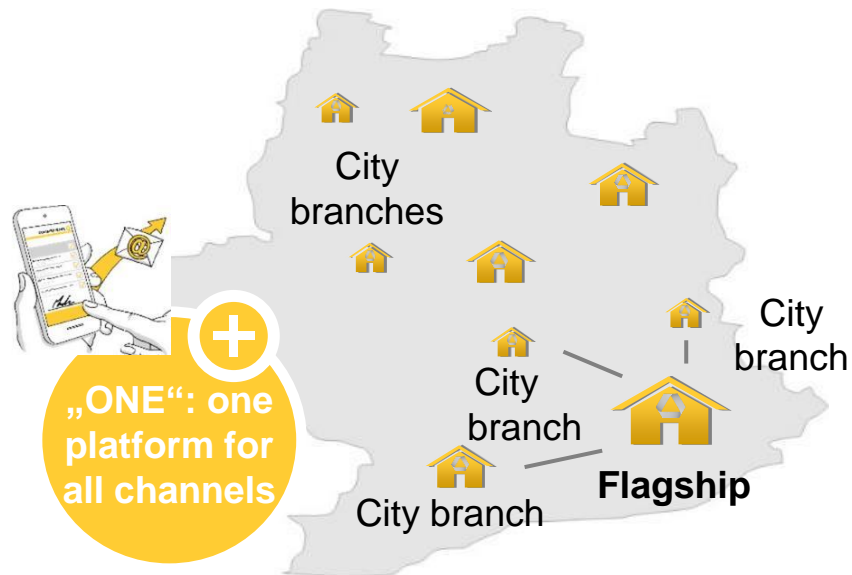 City
branches
City
branch
City
branch
„ONE“: one
platform for
all channels
Flagship
City branch